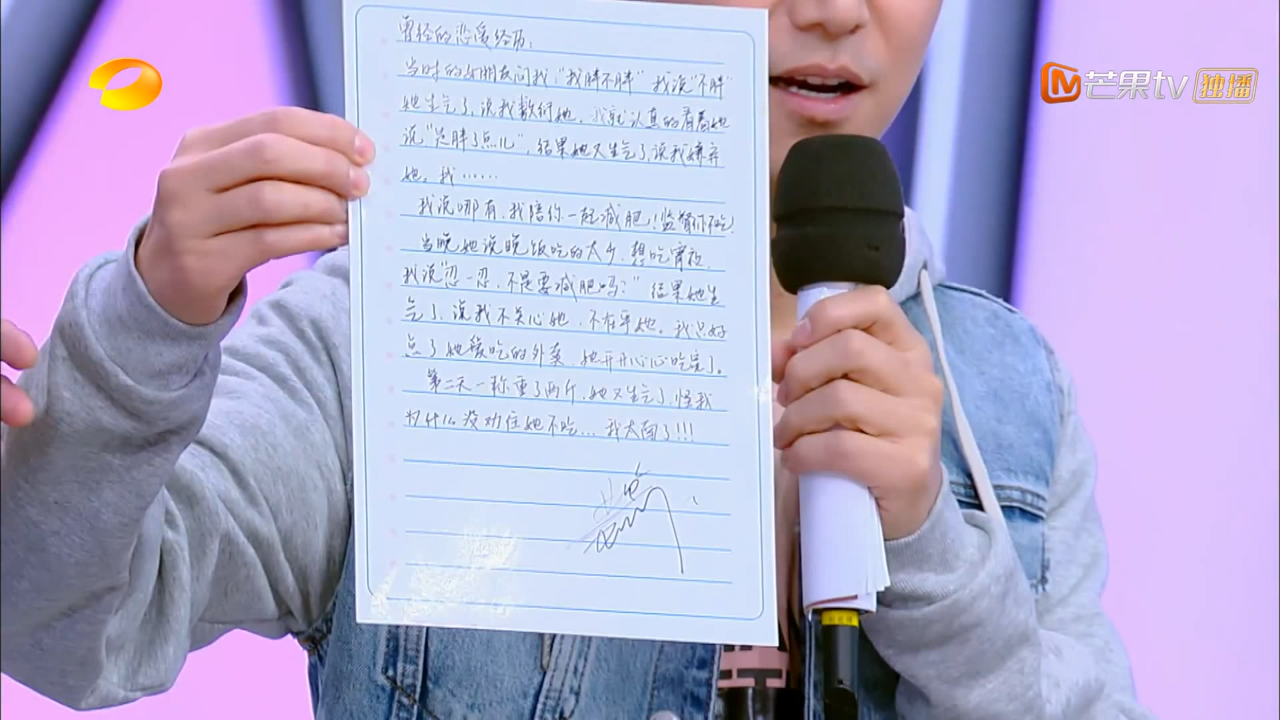 芒果tv 独播
曾经的恋爱经历：
当时的女朋友问我："我胖不胖" 我说"不胖"
她生气了，说我敷衍她，我就认真的看着她
说"是胖了点儿"，结果她又生气了，说我嫌弃
她。我……
我说哪有，我陪你一起减肥！监督你不吃！
当晚她说晚饭吃的太少，想吃宵夜，
我说"忍一忍，不是要减肥吗？"结果她生
气了，说我不关心她，不在乎她。我只好
点了她爱吃的外卖，她开开心心吃完了。
第二天一称重了两斤，她又生气了，怪我
为什么没劝住她不吃...我太难了!!!